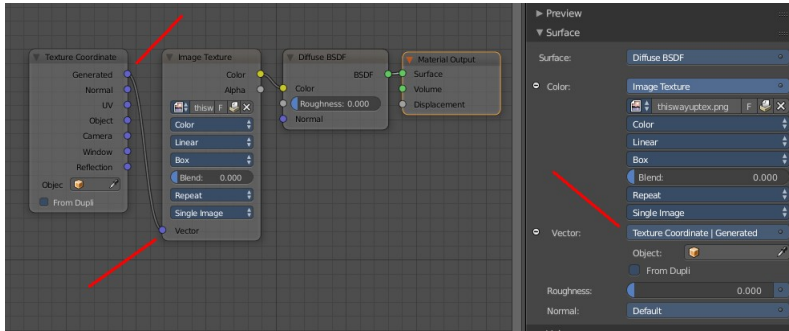 Texture Coordinate
Generated
Normal
UV
Object
Camera
Window
Reflection
Objec
From Dupli
Image Texture
Color
Alpha
thisw F
Color
Linear
Box
Blend: 0.000
Repeat
Single Image
Vector
Diffuse BSDF
BSDF
Color
Roughness: 0.000
Normal
Material Output
Surface
Volume
Displacement
Preview
Surface
Surface: Diffuse BSDF
Color: Image Texture
thiswayuptex.png F
Color
Linear
Box
Blend: 0.000
Repeat
Single Image
Vector: Texture Coordinate | Generated
Object:
From Dupli
Roughness: 0.000
Normal: Default